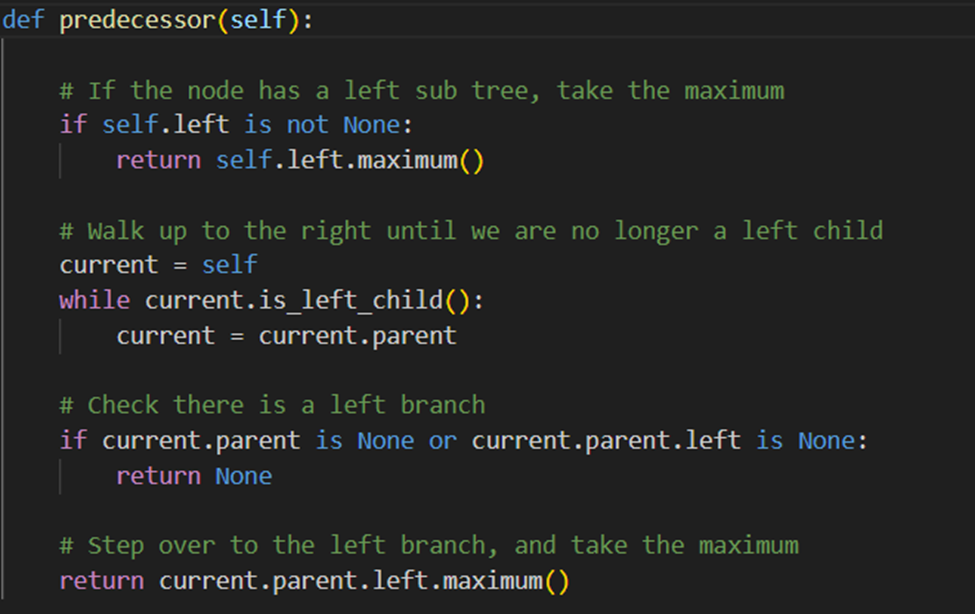 def predecessor(self):
# If the node has a left sub tree, take the maximum
if self.left is not None:
return self.left.maximum()
# Walk up to the right until we are no longer a left child
current = self
while current.is_left_child():
current = current.parent
# Check there is a left branch
if current.parent is None or current.parent.left is None:
return None
# Step over to the left branch, and take the maximum
return current.parent.left.maximum()